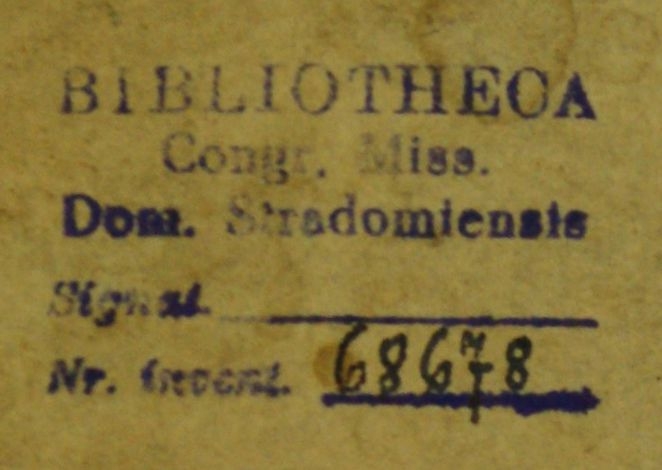 BIBLIOTHECA
Congr. Miss.
Dom. Stradomiensis
Signat.
Nr. invent. 68678